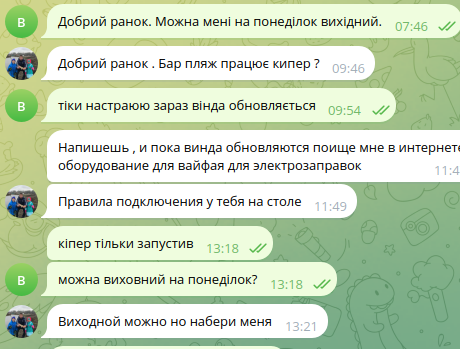 Добрий ранок. Можна мені на понеділок вихідний. 07:46
В
Добрий ранок . Бар пляж працює кипер ? 09:46
В
тіки настраюю зараз вінда обновляється 09:54
Напишешь , и пока винда обновляются поище мне в интернете
оборудование для вайфая для электрозаправок 11:4
Правила подключения у тебя на столе 11:49
кіпер тільки запустив 13:18
В
можна виховний на понеділок? 13:18
Виходной можно но набери меня 13:21